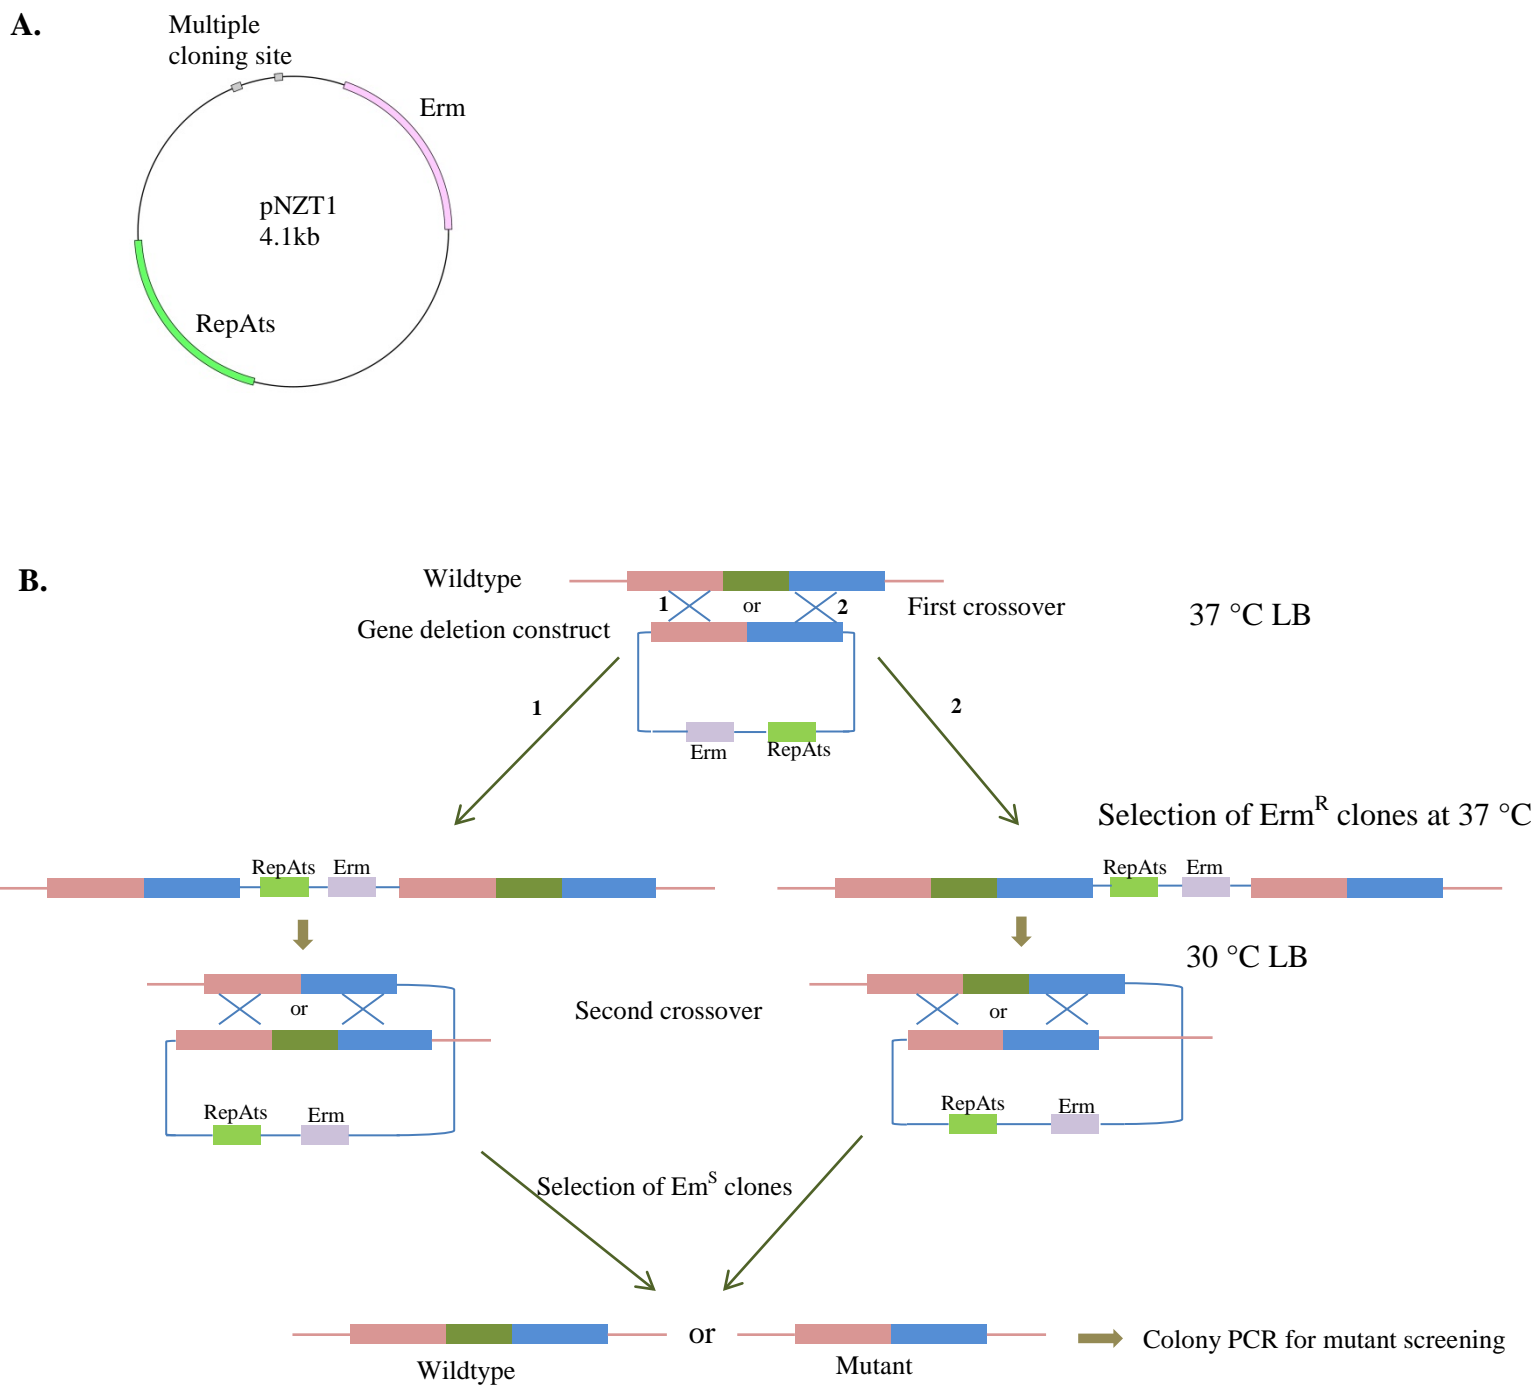 A.
Multiple
cloning site
Erm
pNZT1
4.1kb
RepAts
B.
Wildtype
1
or
2
First crossover
37 °C LB
Gene deletion construct
1
2
Erm
RepAts
Selection of Erm^R clones at 37 °C
RepAts
Erm
RepAts
Erm
30 °C LB
or
Second crossover
or
RepAts
Erm
RepAts
Erm
Selection of Em^S clones
or
Wildtype
Mutant
Colony PCR for mutant screening